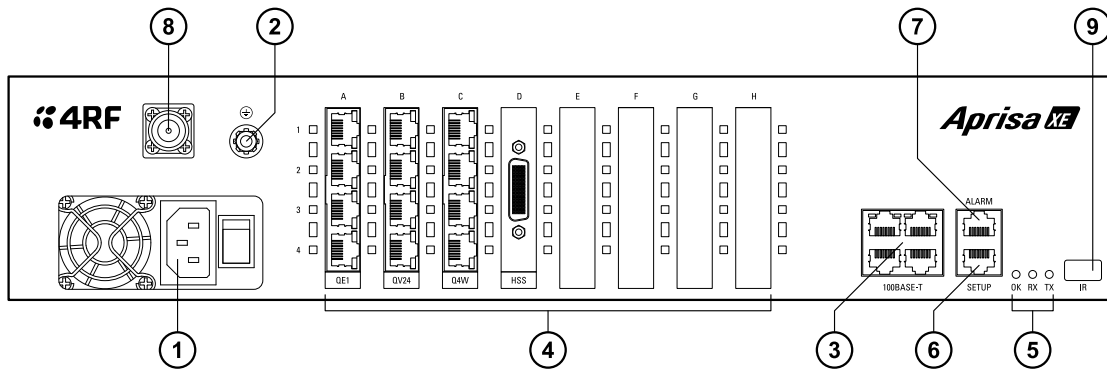 8
2
7
9
4RF
A B C D E F G H
Aprisa XE
1
2
3
4
ALARM
QE1 QV24 Q4W HSS
100BASE-T SETUP OK RX TX IR
1
4
3
6
5